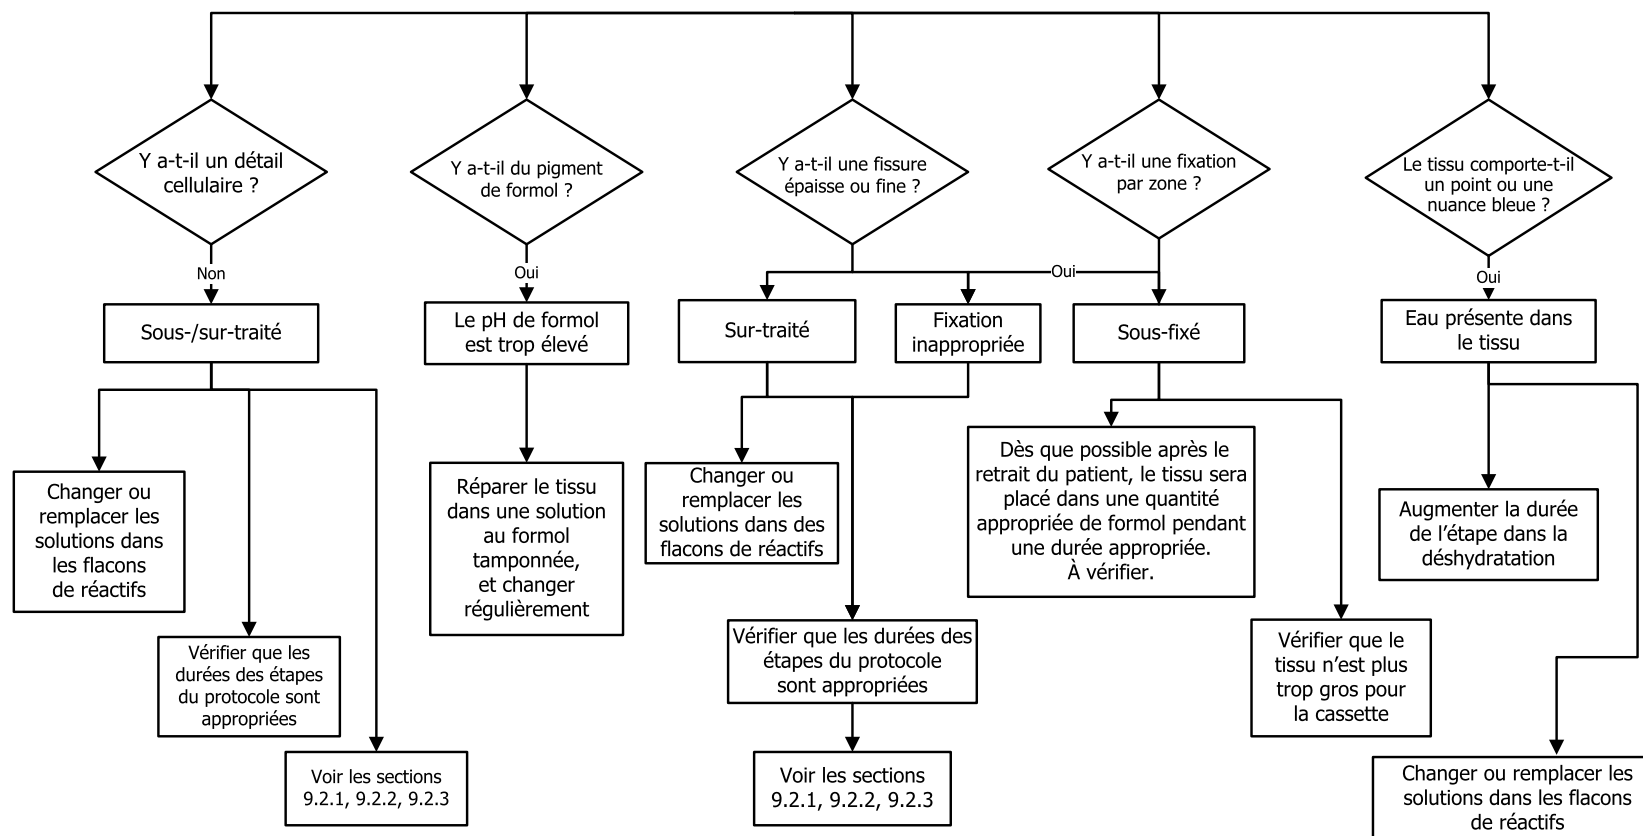 Y a-t-il un détail
cellulaire ?
Y a-t-il du pigment
de formol ?
Y a-t-il une fissure
épaisse ou fine ?
Y a-t-il une fixation
par zone ?
Le tissu comporte-t-il
un point ou une
nuance bleue ?
Non
Oui
Oui
Oui
Sous-/sur-traité
Le pH de formol
est trop élevé
Sur-traité
Fixation
inappropriée
Sous-fixé
Eau présente dans
le tissu
Changer ou
remplacer les
solutions dans
les flacons
de réactifs
Vérifier que les
durées des étapes
du protocole sont
appropriées
Voir les sections
9.2.1, 9.2.2, 9.2.3
Réparer le tissu
dans une solution
au formol
tamponnée,
et changer
régulièrement
Changer ou
remplacer les
solutions dans des
flacons de réactifs
Vérifier que les durées des
étapes du protocole
sont appropriées
Voir les sections
9.2.1, 9.2.2, 9.2.3
Dès que possible après le
retrait du patient, le tissu sera
placé dans une quantité
appropriée de formol pendant
une durée appropriée.
À vérifier.
Vérifier que le
tissu n’est plus
trop gros pour
la cassette
Augmenter la durée
de l’étape dans la
déshydratation
Changer ou remplacer les
solutions dans les flacons
de réactifs